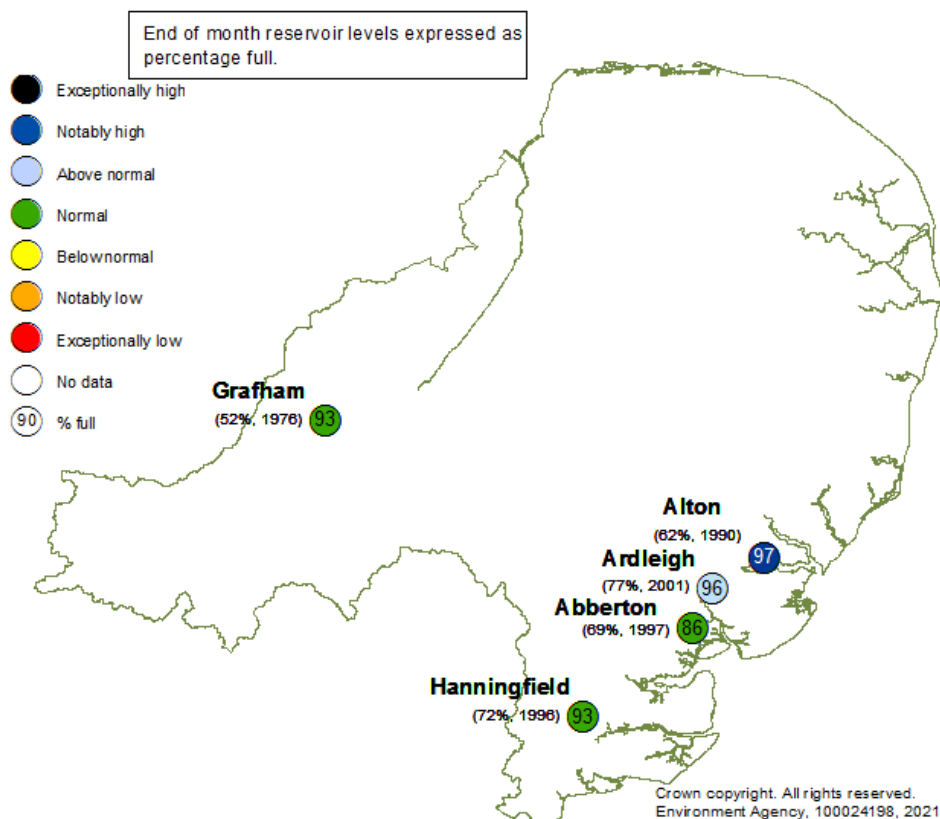 End of month reservoir levels expressed as
percentage full.
Exceptionally high
Notably high
Above normal
Normal
Below normal
Notably low
Exceptionally low
No data
90 % full
Grafham
(52%, 1976) 93
Alton
(62%, 1990) 97
Ardleigh
(77%, 2001) 96
Abberton
(69%, 1997) 86
Hanningfield
(72%, 1996) 93
Crown copyright. All rights reserved.
Environment Agency, 100024198, 2021